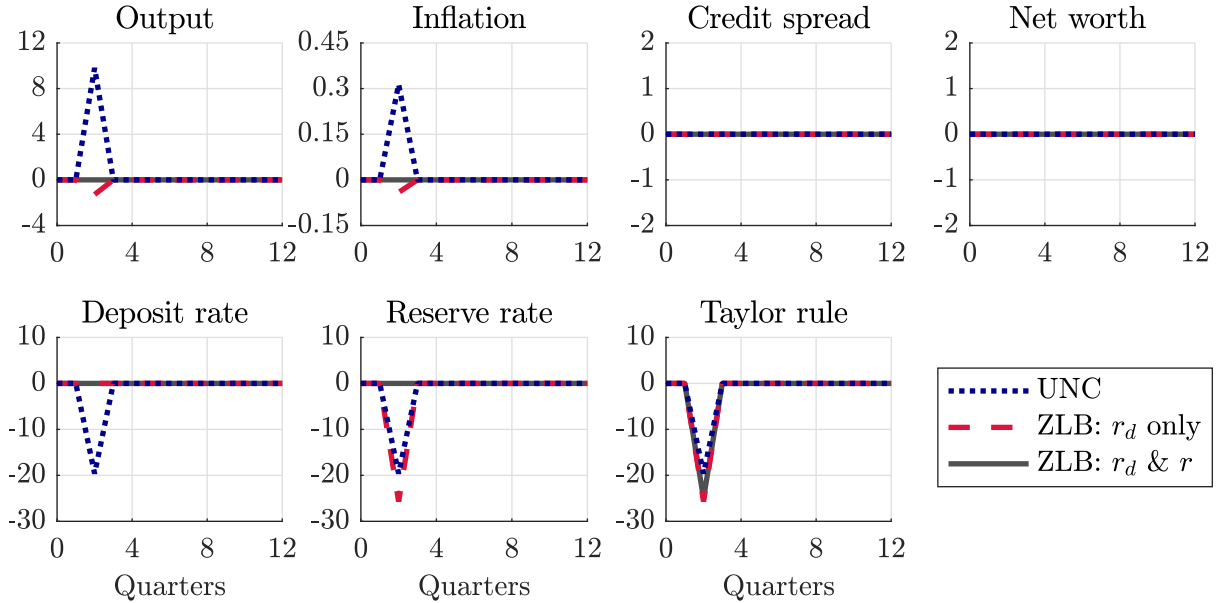 Output Inflation Credit spread Net worth
12 0.45 2 2
8 0.3 1 1
4 0.15 0 0
0 0 -1 -1
-4 -0.15 -2 -2
0 4 8 12 0 4 8 12 0 4 8 12 0 4 8 12
Deposit rate Reserve rate Taylor rule
10 10 10
0 0 0
-10 -10 -10
-20 -20 -20
-30 -30 -30
0 4 8 12 0 4 8 12 0 4 8 12
Quarters Quarters Quarters
UNC
ZLB: r_d only
ZLB: r_d & r